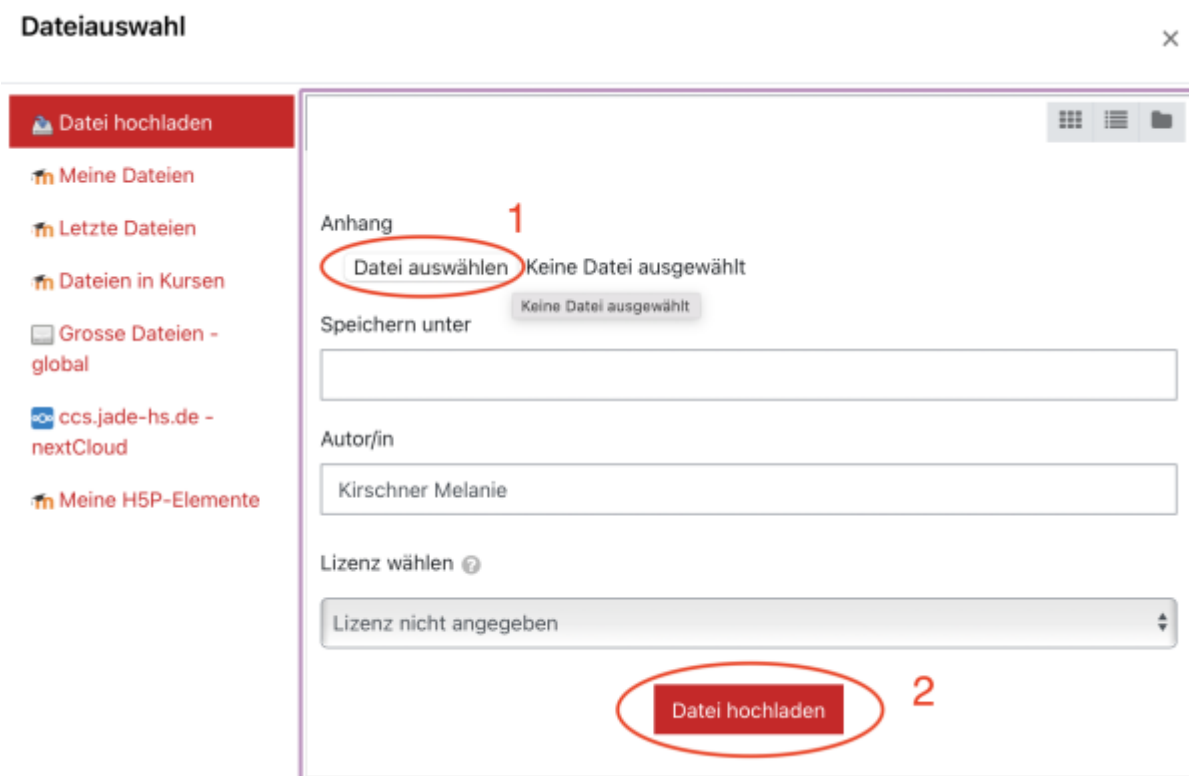 Dateiauswahl
×
Datei hochladen
Meine Dateien
Letzte Dateien
Dateien in Kursen
Grosse Dateien -
global
ccs.jade-hs.de -
nextCloud
Meine H5P-Elemente
Anhang
1
Datei auswählen Keine Datei ausgewählt
Keine Datei ausgewählt
Speichern unter
Autor/in
Kirschner Melanie
Lizenz wählen ?
Lizenz nicht angegeben
Datei hochladen
2